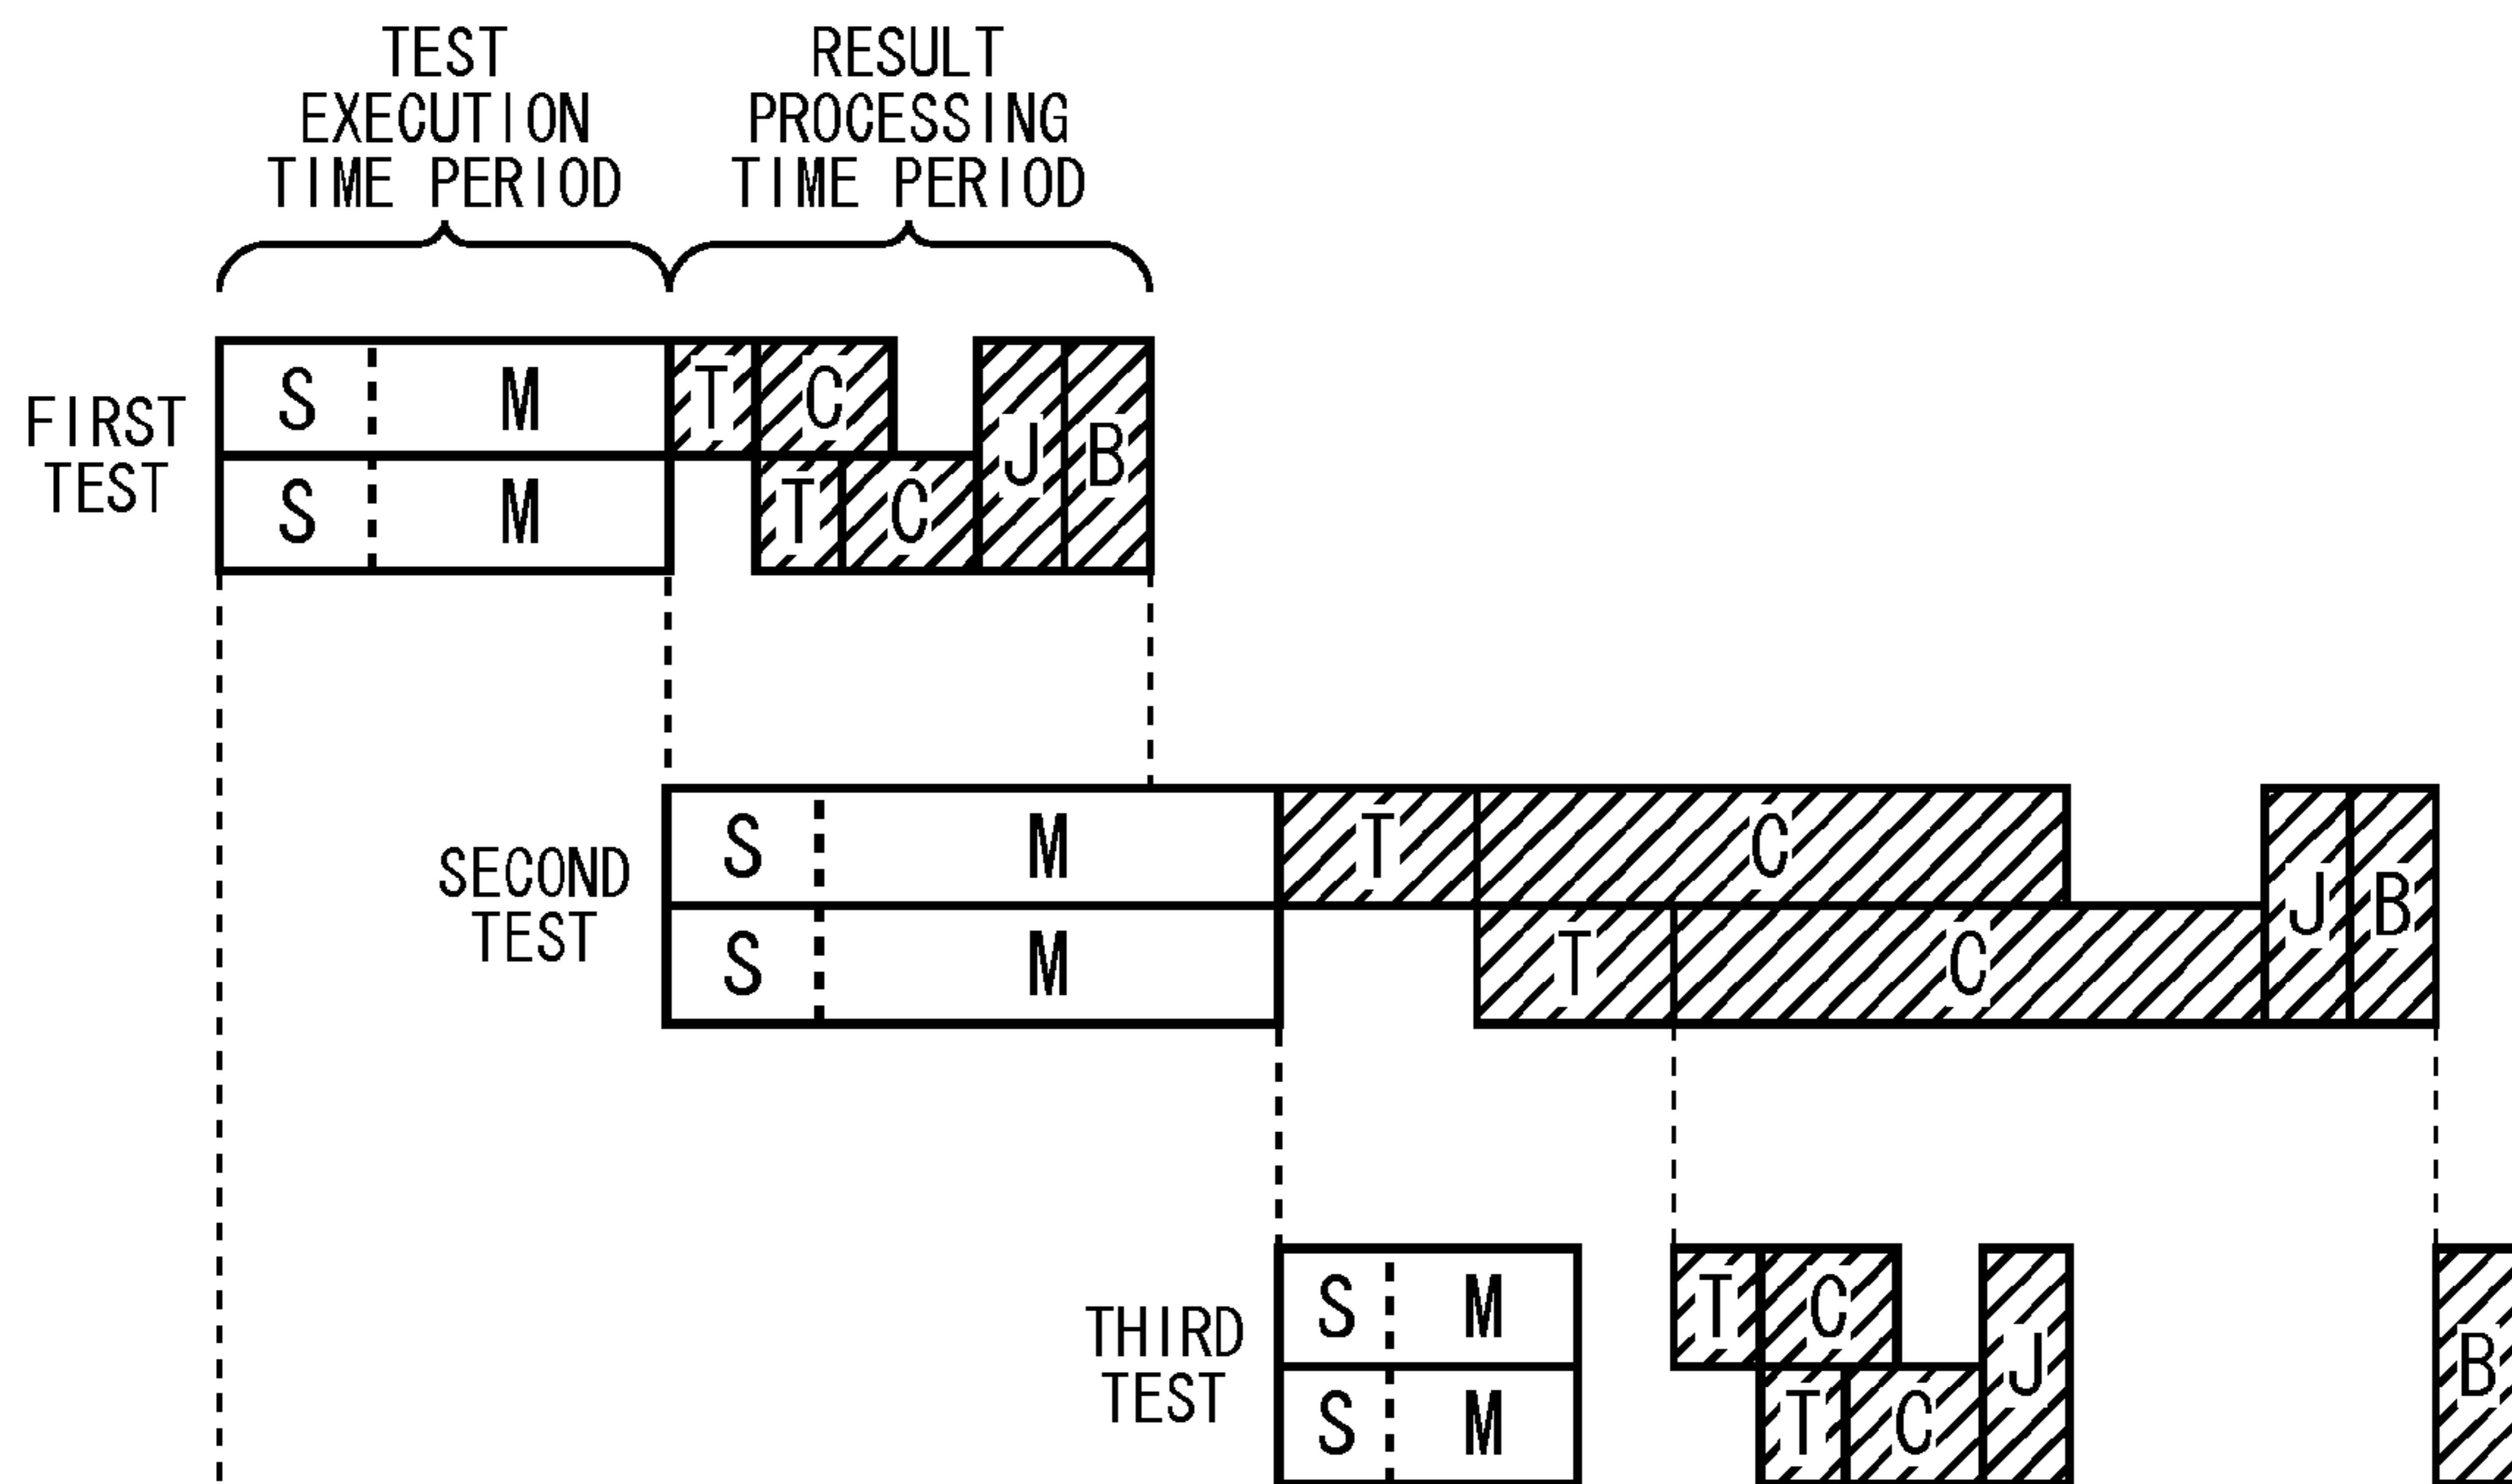 TEST
EXECUTION
TIME PERIOD
RESULT
PROCESSING
TIME PERIOD
FIRST
TEST
S M T C
S M T C
J B
SECOND
TEST
S M T C
S M T C
J B
THIRD
TEST
S M T C
S M T C
J B